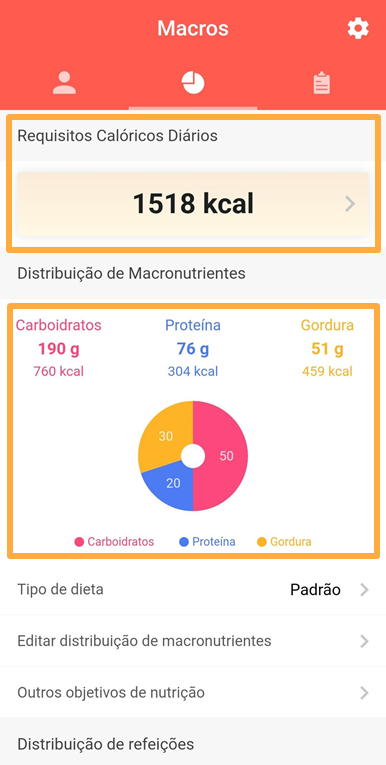 Macros
Requisitos Calóricos Diários
1518 kcal
Distribuição de Macronutrientes
Carboidratos Proteína Gordura
190 g 76 g 51 g
760 kcal 304 kcal 459 kcal
30 50
20
Carboidratos Proteína Gordura
Tipo de dieta Padrão
Editar distribuição de macronutrientes
Outros objetivos de nutrição
Distribuição de refeições